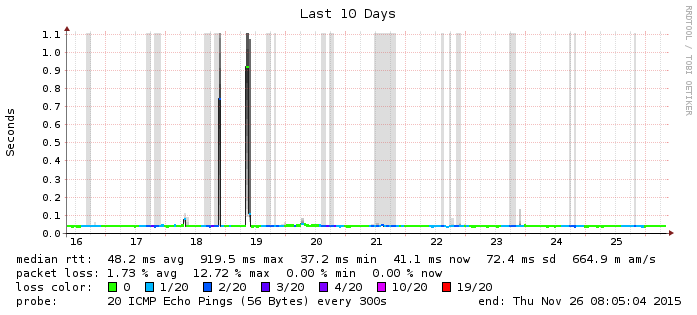 Last 10 Days
RRDTOOL / TOBI OETIKER
Seconds
1.1
1.0
0.9
0.8
0.7
0.6
0.5
0.4
0.3
0.2
0.1
0.0
16 17 18 19 20 21 22 23 24 25
median rtt: 48.2 ms avg 919.5 ms max 37.2 ms min 41.1 ms now 72.4 ms sd 664.9 m am/s
packet loss: 1.73 % avg 12.72 % max 0.00 % min 0.00 % now
loss color: 0 1/20 2/20 3/20 4/20 10/20 19/20
probe: 20 ICMP Echo Pings (56 Bytes) every 300s end: Thu Nov 26 08:05:04 2015